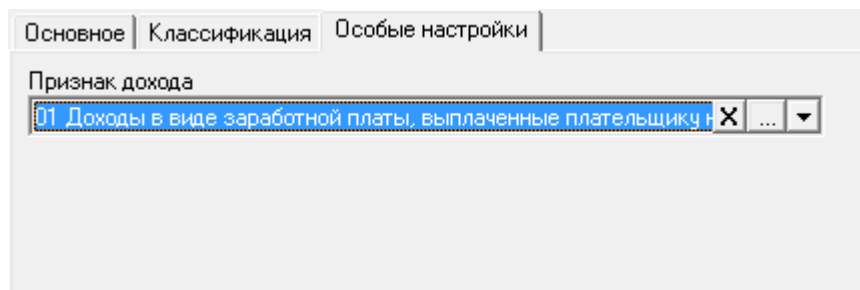 Основное Классификация Особые настройки
Признак дохода
01 Доходы в виде заработной платы, выплаченные плательщику н X ...